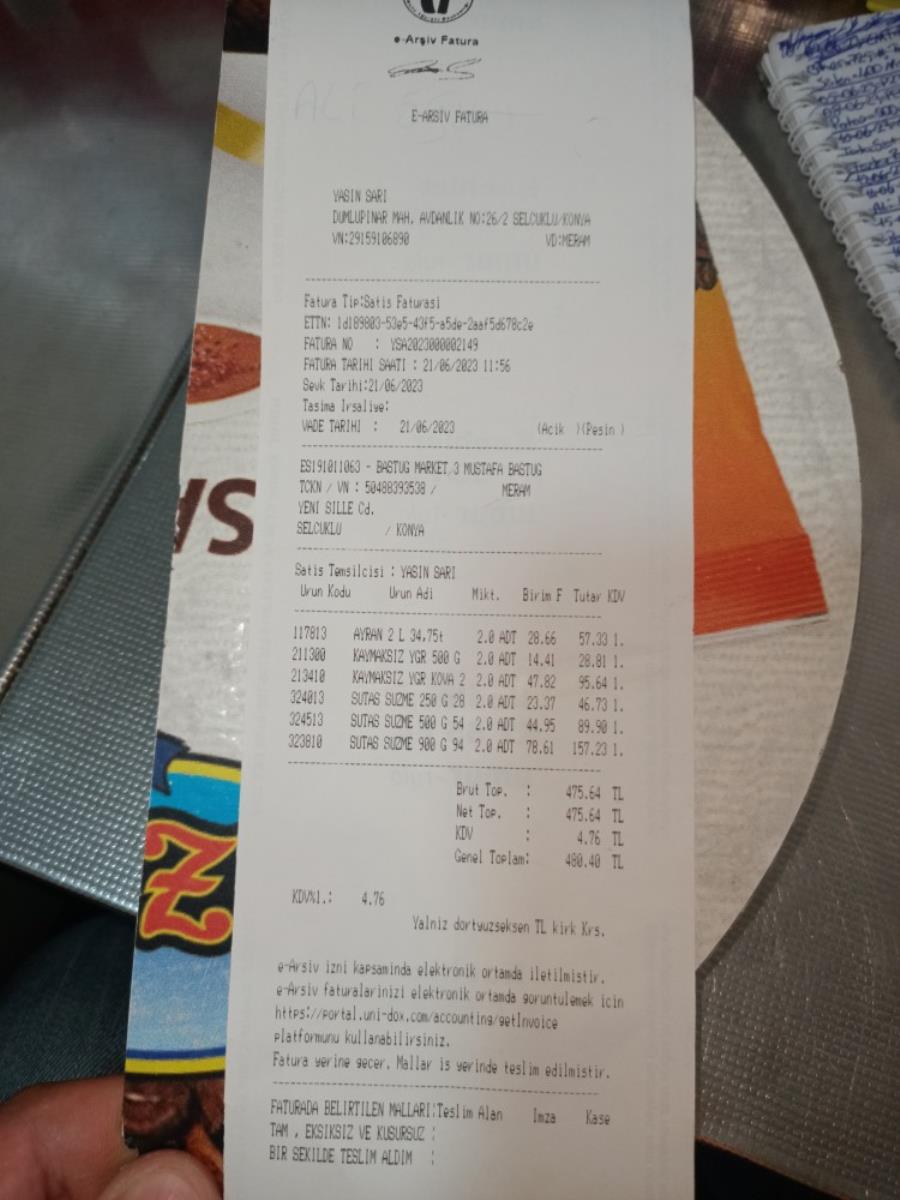 e-Arşiv Fatura
E-ARSIV FATURA
YASIN SARI
DUMLUPINAR MAH. AVDANLIK NO:26/2 SELCUKLU/KONYA
VN:29159106890 VD:MERAM
Fatura Tip:Satis Faturasi
ETTN: 1d189803-53e5-43f5-a5de-2aaf5d678c2e
FATURA NO : YSA2023000002149
FATURA TARIHI SAATI : 21/06/2023 11:56
Sevk Tarihi:21/06/2023
Tasima Irsaliye:
VADE TARIHI : 21/06/2023 (Acik )(Pesin )
ES191011063 - BASTUG MARKET 3 MUSTAFA BASTUG
TCKN / VN : 50488393538 / MERAM
YENI SILLE Cd.
SELCUKLU / KONYA
Satis Temsilcisi : YASIN SARI
Urun Kodu Urun Adi Mikt. Birim F Tutar KDV
117813 AYRAN 2 L 34,75t 2.0 ADT 28.66 57.33 1.
211300 KAYMAKSIZ YGR 500 G 2.0 ADT 14.41 28.81 1.
213410 KAYMAKSIZ YGR KOVA 2 2.0 ADT 47.82 95.64 1.
324013 SUTAS SUZME 250 G 28 2.0 ADT 23.37 46.73 1.
324513 SUTAS SUZME 500 G 54 2.0 ADT 44.95 89.90 1.
323810 SUTAS SUZME 900 G 94 2.0 ADT 78.61 157.23 1.
Brut Top. : 475.64 TL
Net Top. : 475.64 TL
KDV : 4.76 TL
Genel Toplam: 480.40 TL
KDV%1.: 4.76
Yalniz dortyuzseksen TL kirk Krs.
e-Arsiv izni kapsaminda elektronik ortamda iletilmistir.
e-Arsiv faturalarinizi elektronik ortamda goruntulemek icin
https://portal.uni-dox.com/accounting/getInvoice
platformunu kullanabilirsiniz.
Fatura yerine gecer. Mallar is yerinde teslim edilmistir.
FATURADA BELIRTILEN MALLARI:Teslim Alan Imza Kase
TAM , EKSIKSIZ VE KUSURSUZ :
BIR SEKILDE TESLIM ALDIM :